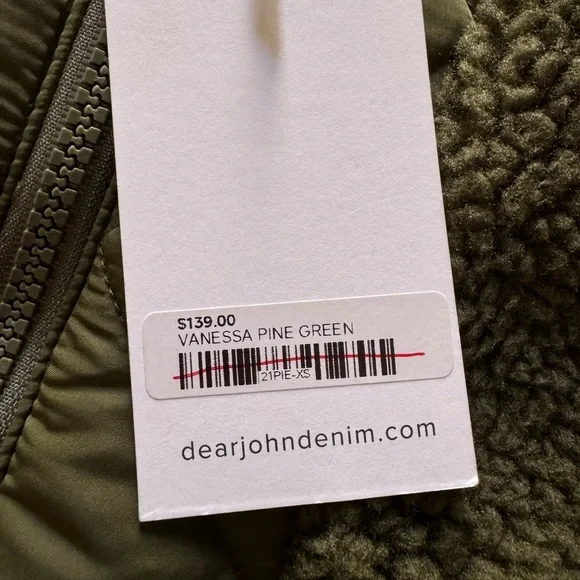 $139.00
VANESSA PINE GREEN
21PIE-XS
dearjohndenim.com